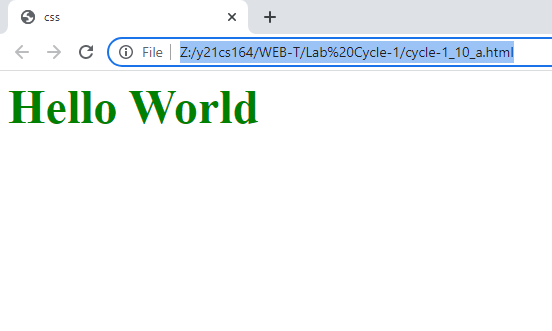 css
File Z:/y21cs164/WEB-T/Lab%20Cycle-1/cycle-1_10_a.html
Hello World